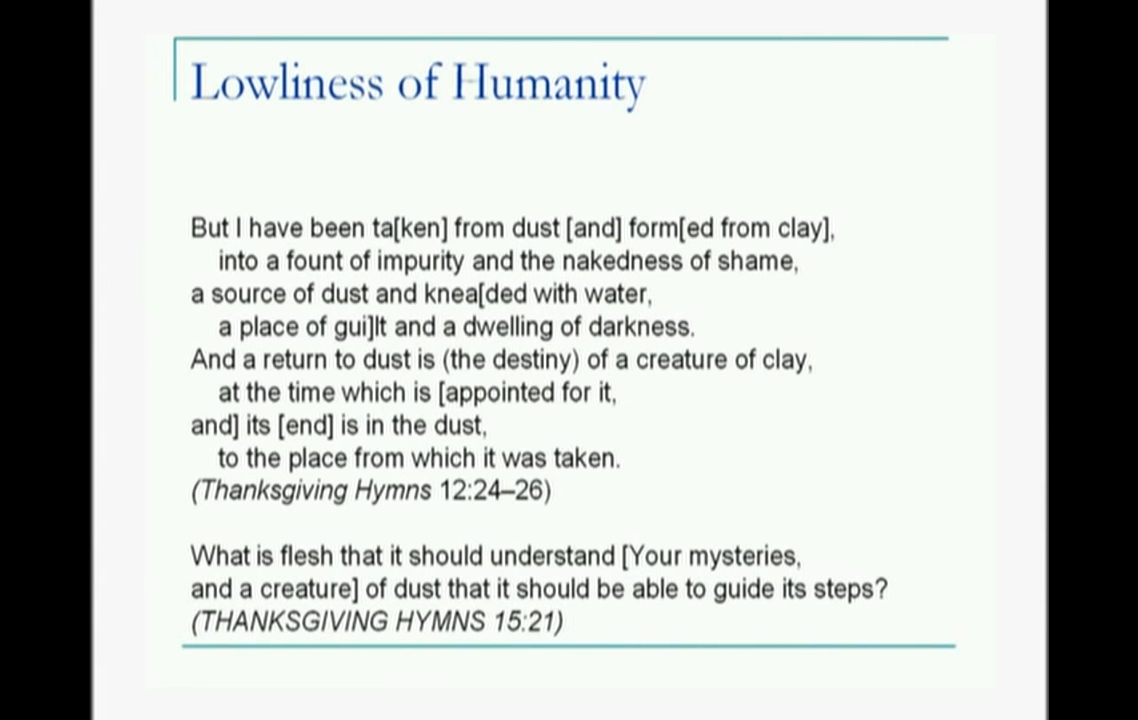 Lowliness of Humanity
But I have been ta[ken] from dust [and] form[ed from clay],
into a fount of impurity and the nakedness of shame,
a source of dust and knea[ded with water,
a place of gui]lt and a dwelling of darkness.
And a return to dust is (the destiny) of a creature of clay,
at the time which is [appointed for it,
and] its [end] is in the dust,
to the place from which it was taken.
(Thanksgiving Hymns 12:24–26)
What is flesh that it should understand [Your mysteries,
and a creature] of dust that it should be able to guide its steps?
(THANKSGIVING HYMNS 15:21)